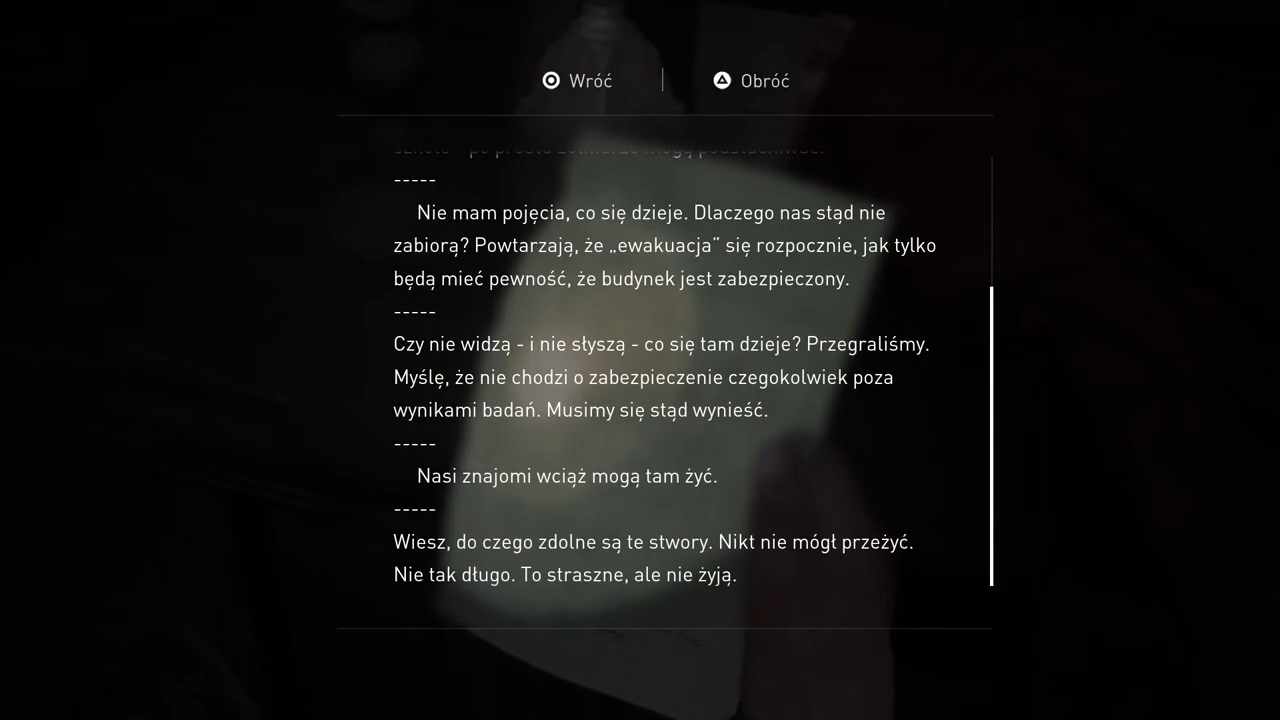 Wróć
Obróć
-----
Nie mam pojęcia, co się dzieje. Dlaczego nas stąd nie
zabiorą? Powtarzają, że „ewakuacja” się rozpocznie, jak tylko
będą mieć pewność, że budynek jest zabezpieczony.
-----
Czy nie widzą - i nie słyszą - co się tam dzieje? Przegraliśmy.
Myślę, że nie chodzi o zabezpieczenie czegokolwiek poza
wynikami badań. Musimy się stąd wynieść.
-----
Nasi znajomi wciąż mogą tam żyć.
-----
Wiesz, do czego zdolne są te stwory. Nikt nie mógł przeżyć.
Nie tak długo. To straszne, ale nie żyją.